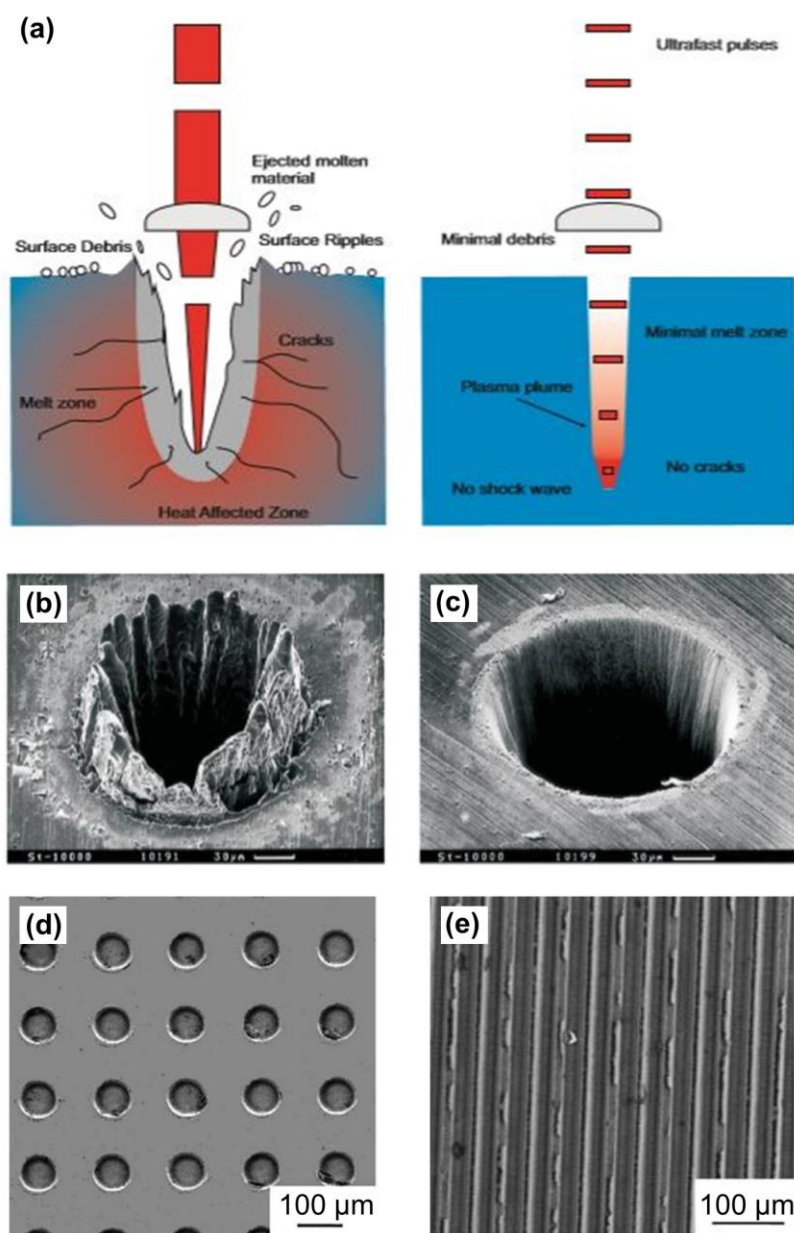 (a)
Ultrafast pulses
Ejected molten
material
Surface Debris
Surface Ripples
Minimal debris
Cracks
Melt zone
Heat Affected Zone
Minimal melt zone
Plasma plume
No cracks
No shock wave
(b)
St-10000 10191 30µm
(c)
St-10000 10199 30µm
(d)
100 µm
(e)
100 µm